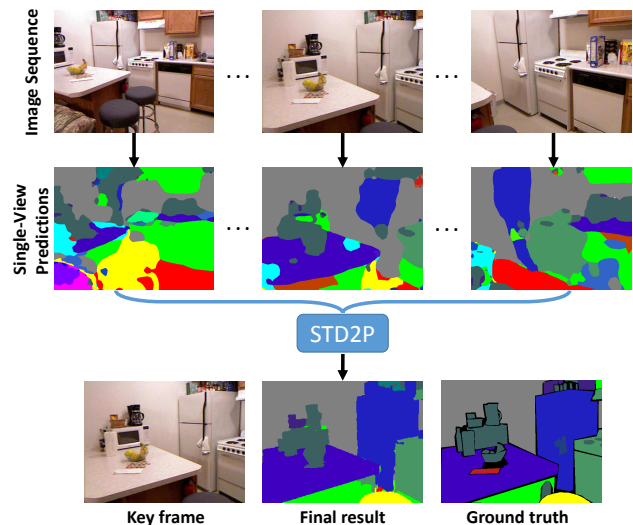 Image Sequence
. . .
. . .
Single-View
Predictions
. . .
. . .
STD2P
Key frame
Final result
Ground truth